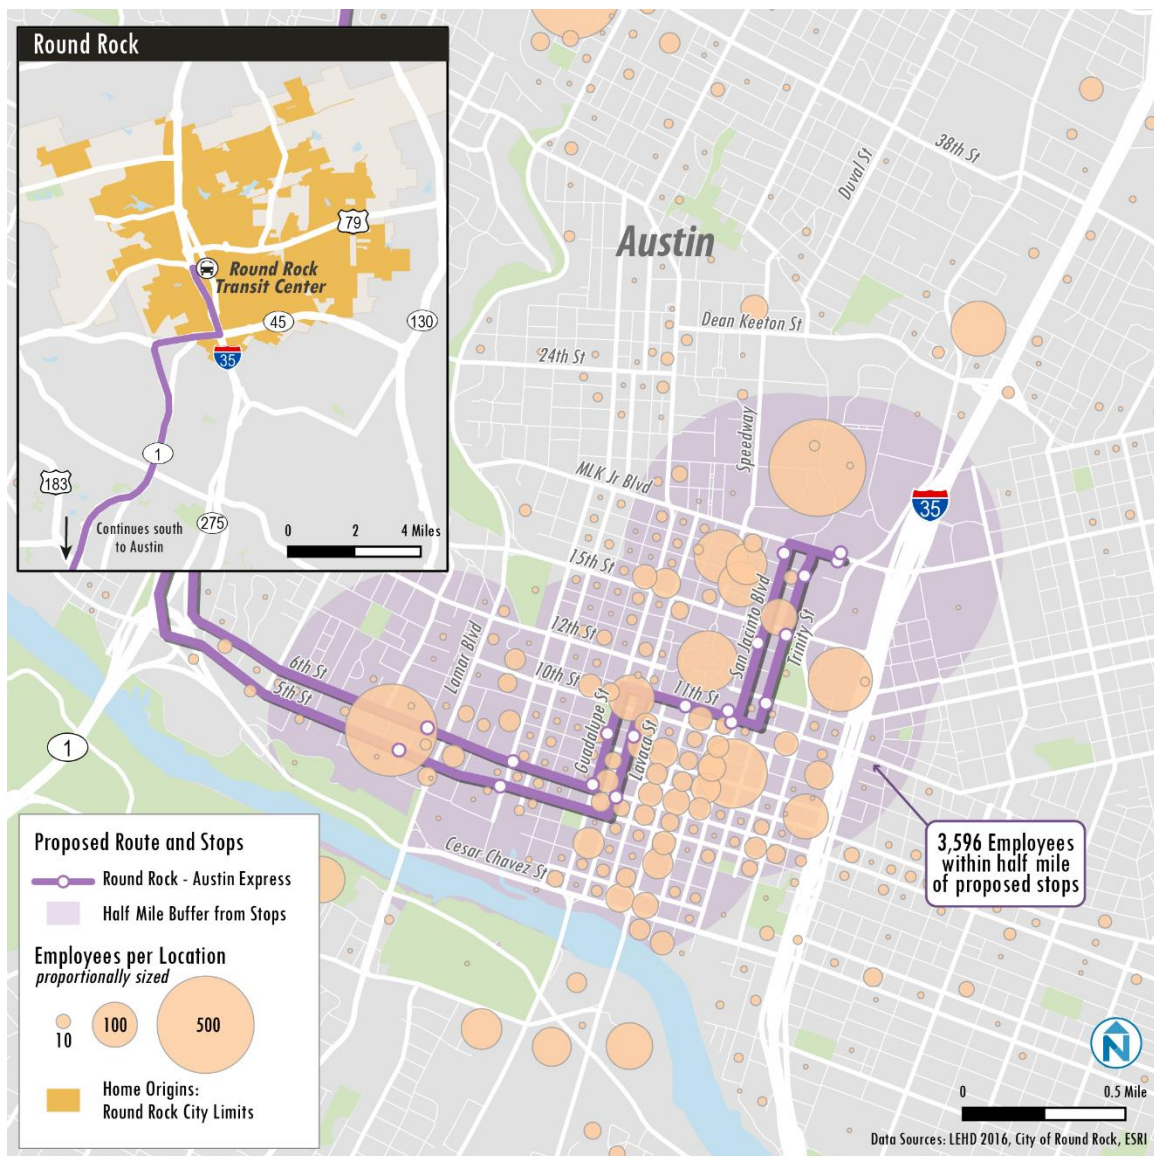 Round Rock
79
Round Rock
Transit Center
45
130
35
1
183
275
Continues south
to Austin
0 2 4 Miles
38th St
Duval St
Austin
Dean Keeton St
24th St
Speedway
MLK Jr Blvd
35
15th St
12th St
San Jacinto Blvd
Trinity St
Lamar Blvd
10th St
11th St
6th St
5th St
Guadalupe St
Lavaca St
1
Cesar Chavez St
3,596 Employees
within half mile
of proposed stops
Proposed Route and Stops
Round Rock - Austin Express
Half Mile Buffer from Stops
Employees per Location
proportionally sized
10
100
500
Home Origins:
Round Rock City Limits
N
0 0.5 Mile
Data Sources: LEHD 2016, City of Round Rock, ESRI